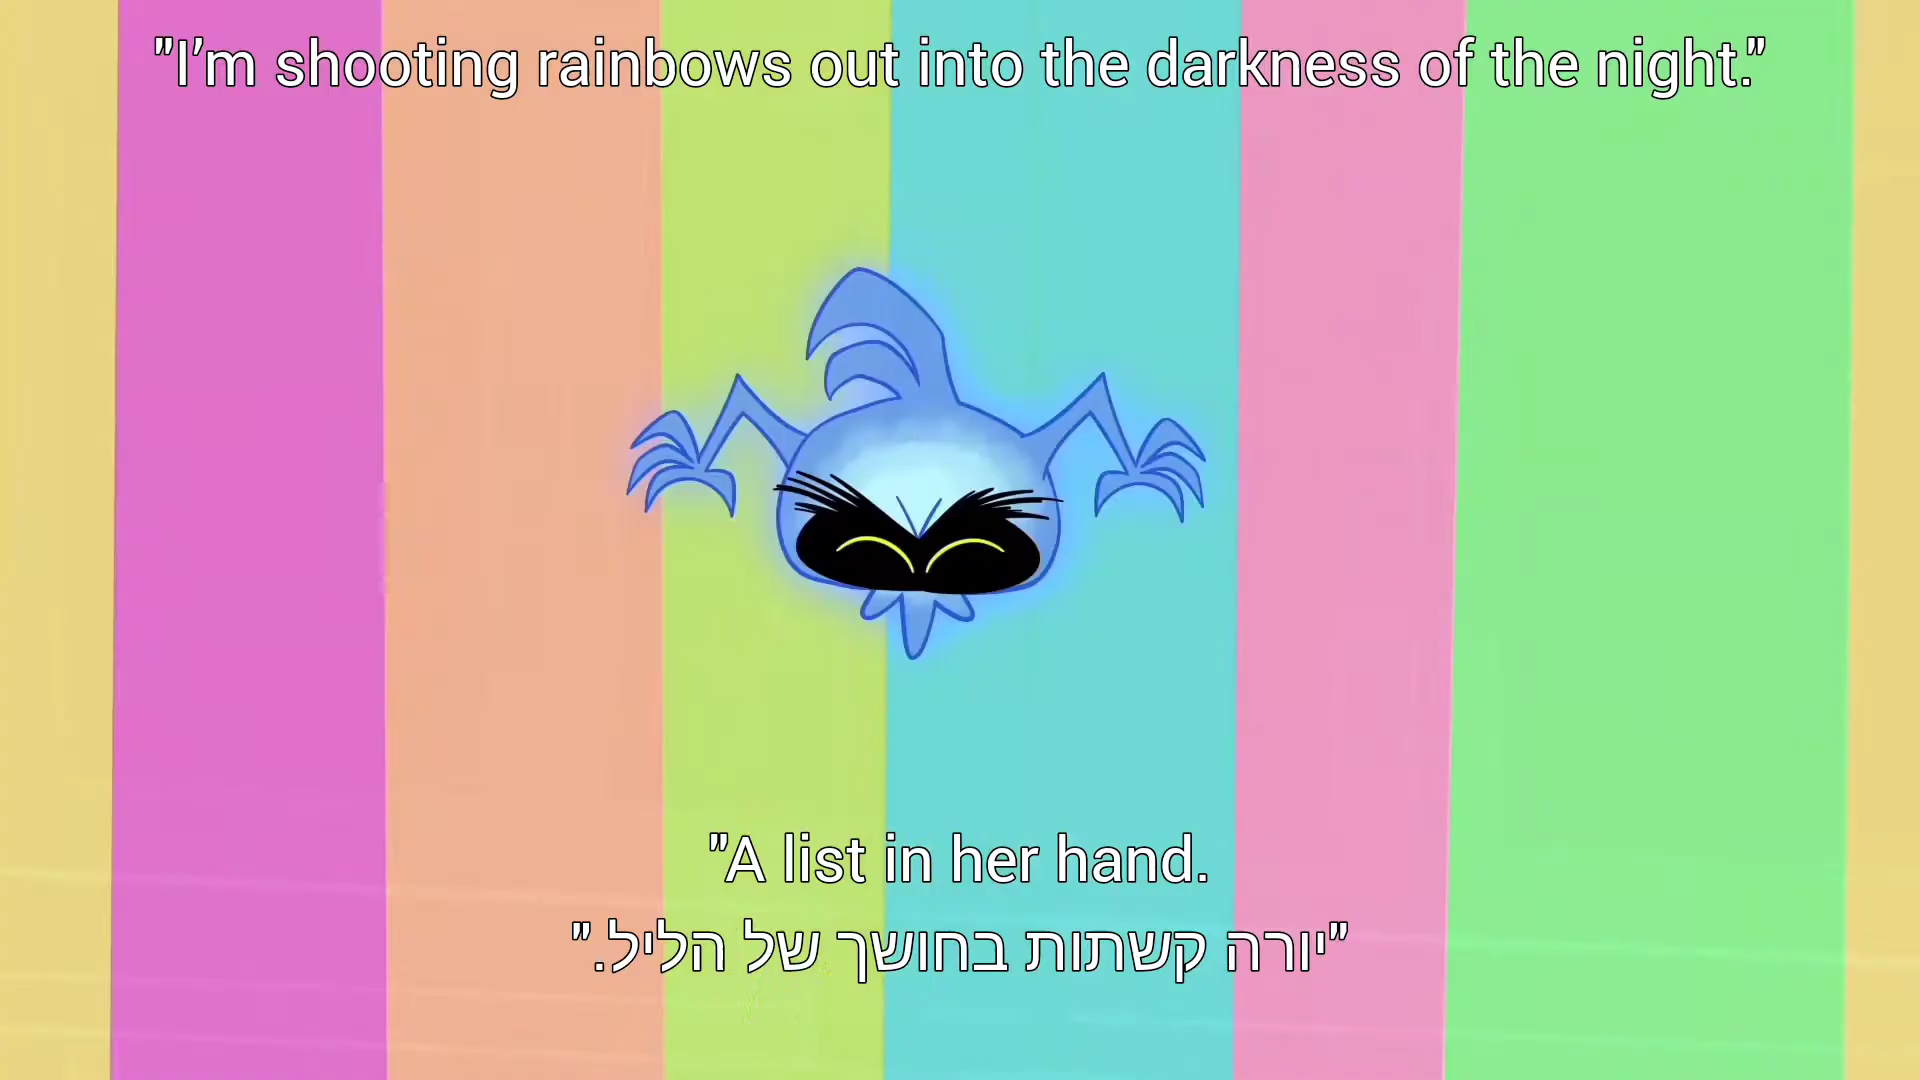 "I'm shooting rainbows out into the darkness of the night."
"A list in her hand.
"יורה קשתות בחושך של הליל."